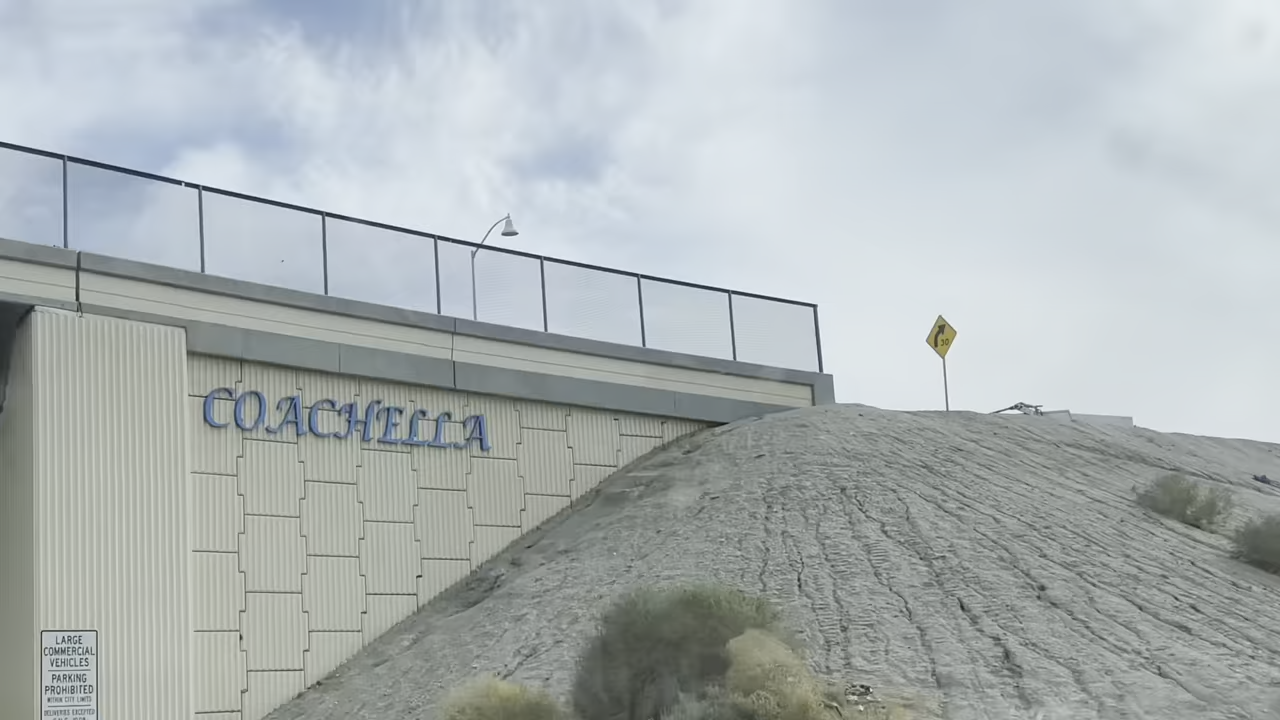 COACHELLA
30
LARGE
COMMERCIAL
VEHICLES
PARKING
PROHIBITED
WITHIN CITY LIMITS
DELIVERIES EXCEPTED